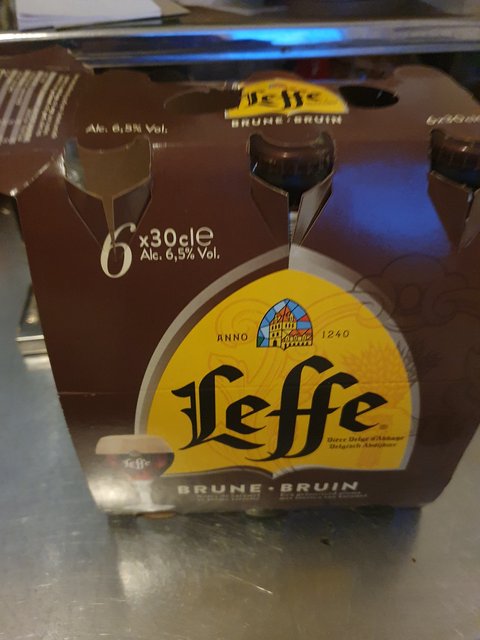 Leffe
BRUNE • BRUIN
Alc. 6,5% Vol.
6x30cl
6 x30cle
Alc. 6,5% Vol.
ANNO 1240
Leffe
Bière Belge d'Abbaye
Belgisch Abdijbier
Leffe
BRUNE • BRUIN